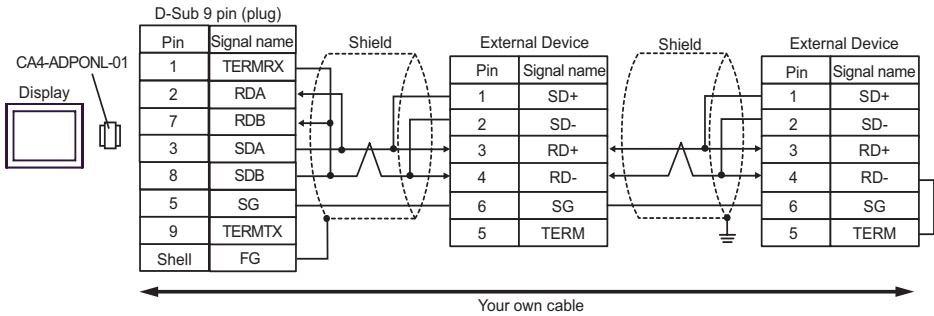 D-Sub 9 pin (plug)
Pin Signal name
1 TERMRX
2 RDA
7 RDB
3 SDA
8 SDB
5 SG
9 TERMTX
Shell FG
CA4-ADPONL-01
Display
Shield
External Device
Pin Signal name
1 SD+
2 SD-
3 RD+
4 RD-
6 SG
5 TERM
Shield
External Device
Pin Signal name
1 SD+
2 SD-
3 RD+
4 RD-
6 SG
5 TERM
Your own cable